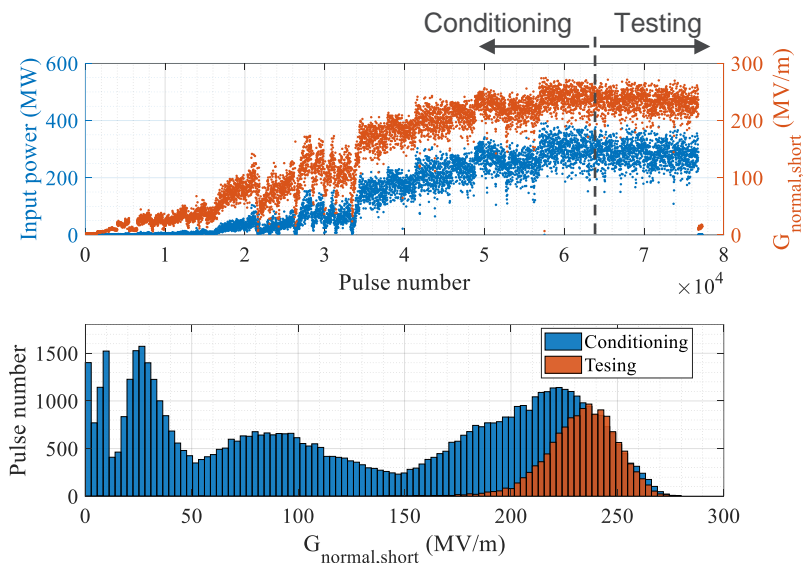 Conditioning Testing
600
400
200
0
Input power (MW)
300
200
100
0
G_normal,short (MV/m)
0 1 2 3 4 5 6 7 8
Pulse number
×10^4
1500
1000
500
0
Pulse number
Conditioning
Tesing
0 50 100 150 200 250 300
G_normal,short (MV/m)